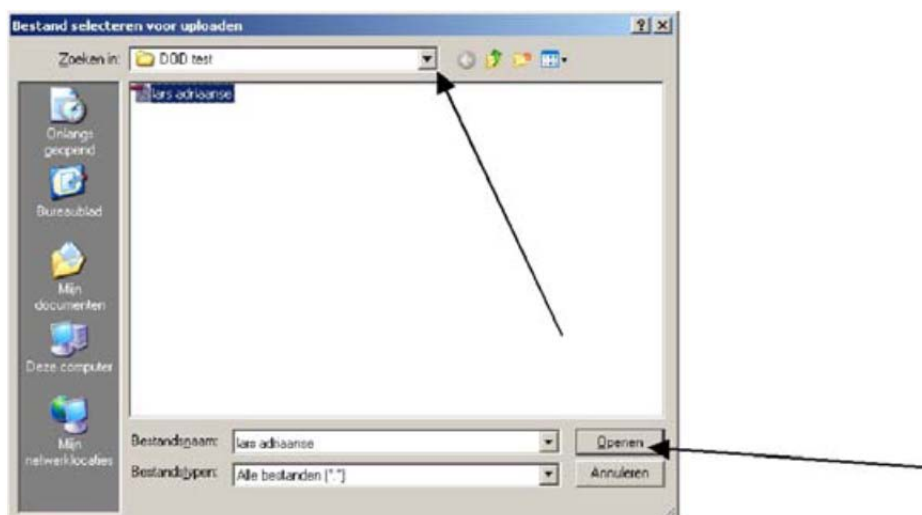 Bestand selecteren voor uploaden
Zoeken in:
DOD test
lars adriaanse
Onlangs
geopend
Bureaublad
Mijn
documenten
Deze computer
Mijn
netwerklocaties
Bestandsnaam:
lars adriaanse
Openen
Bestandstypen:
Alle bestanden (*.*)
Annuleren